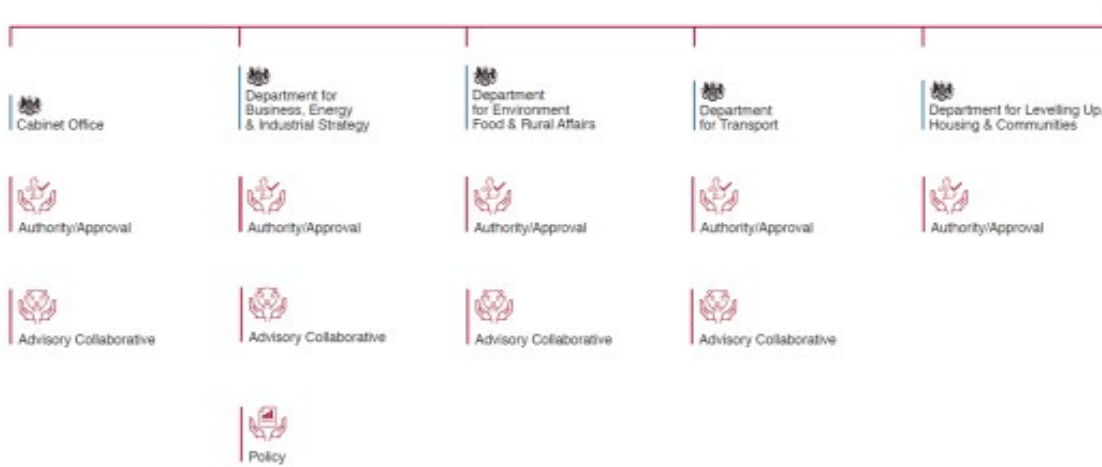 Cabinet Office
Department for
Business, Energy
& Industrial Strategy
Department
for Environment
Food & Rural Affairs
Department
for Transport
Department for Levelling Up,
Housing & Communities
Authority/Approval
Authority/Approval
Authority/Approval
Authority/Approval
Authority/Approval
Advisory Collaborative
Advisory Collaborative
Advisory Collaborative
Advisory Collaborative
Policy